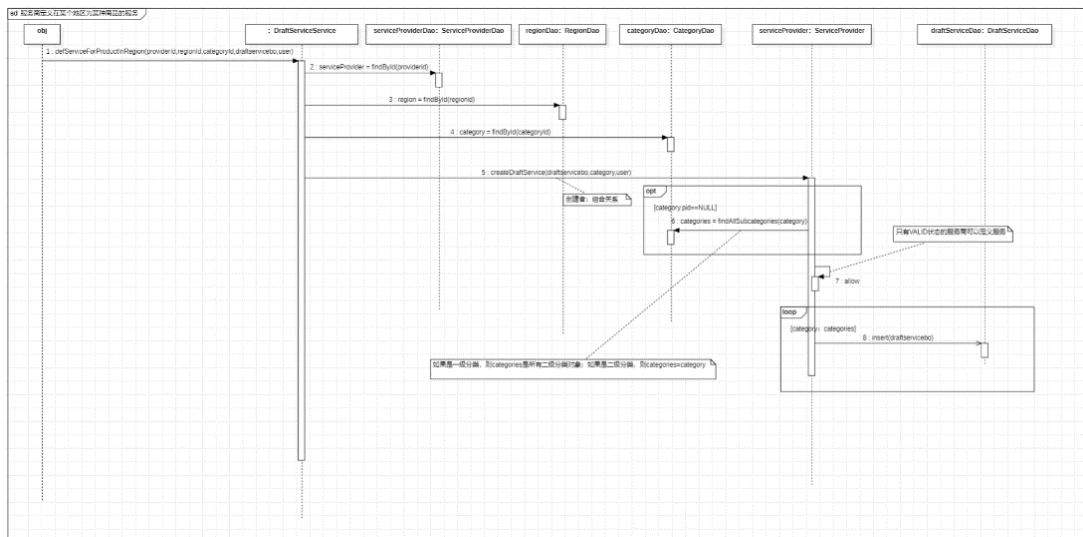 sd 服务商定义在某个地区为某种商品的服务
obj
: DraftServiceService
serviceProviderDao: ServiceProviderDao
regionDao: RegionDao
categoryDao: CategoryDao
serviceProvider: ServiceProvider
draftServiceDao: DraftServiceDao
1 : defServiceForProductInRegion(providerId,regionId,categoryId,draftservicebo,user)
2 : serviceProvider = findById(providerId)
3 : region = findById(regionId)
4 : category = findById(categoryId)
5 : createDraftService(draftservicebo,category,user)
创建者：组合关系
opt
[category.pid==NULL]
6 : categories = findAllSubcategories(category)
只有VALID状态的服务商可以定义服务
7 : allow
loop
[category：categories]
8 : insert(draftservicebo)
如果是一级分类，则categories是所有二级分类对象；如果是二级分类，则categories=category